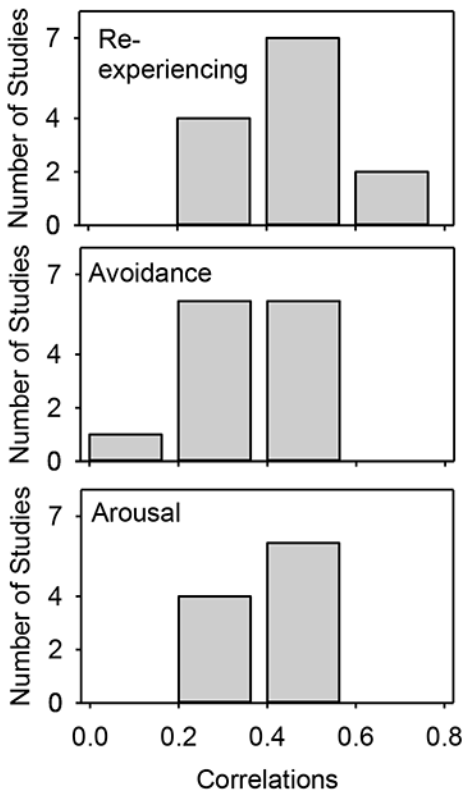 Number of Studies
7
4
2
0
Re-
experiencing
Number of Studies
7
4
2
0
Avoidance
Number of Studies
7
4
2
0
Arousal
0.0 0.2 0.4 0.6 0.8
Correlations